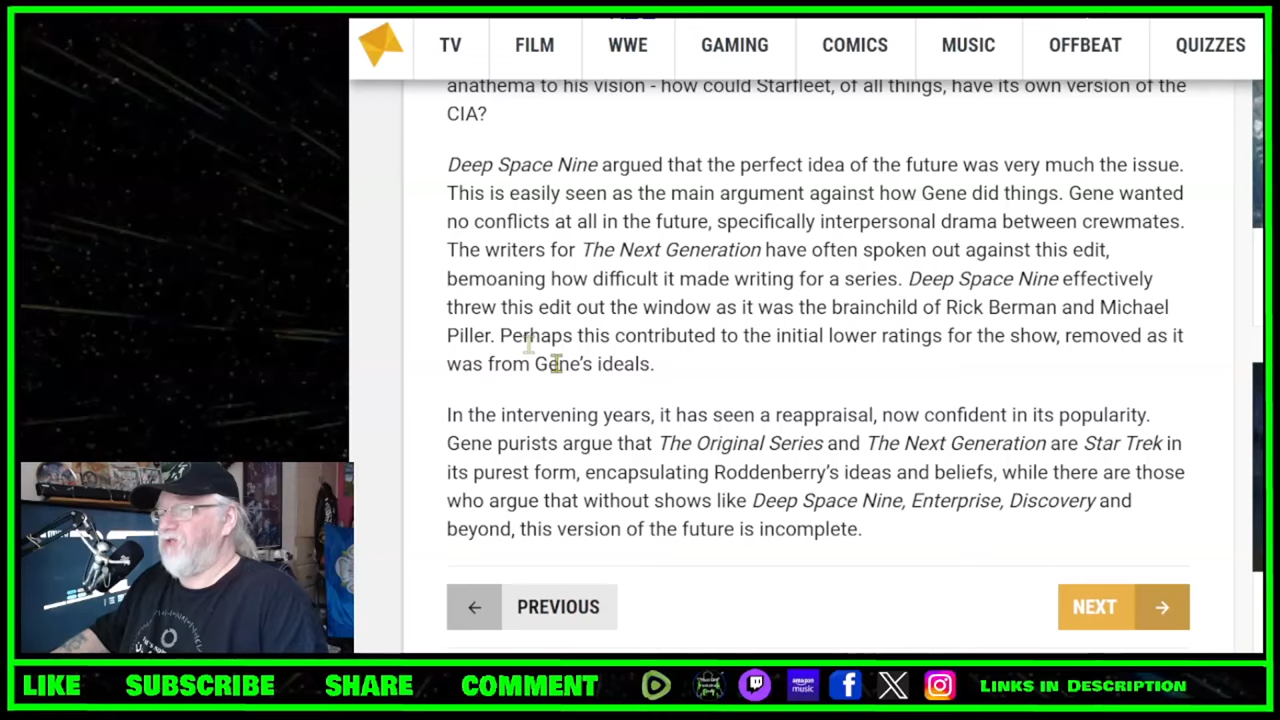 TV FILM WWE GAMING COMICS MUSIC OFFBEAT QUIZZES
anathema to his vision - how could Starfleet, of all things, have its own version of the
CIA?
Deep Space Nine argued that the perfect idea of the future was very much the issue.
This is easily seen as the main argument against how Gene did things. Gene wanted
no conflicts at all in the future, specifically interpersonal drama between crewmates.
The writers for The Next Generation have often spoken out against this edit,
bemoaning how difficult it made writing for a series. Deep Space Nine effectively
threw this edit out the window as it was the brainchild of Rick Berman and Michael
Piller. Perhaps this contributed to the initial lower ratings for the show, removed as it
was from Gene's ideals.
In the intervening years, it has seen a reappraisal, now confident in its popularity.
Gene purists argue that The Original Series and The Next Generation are Star Trek in
its purest form, encapsulating Roddenberry's ideas and beliefs, while there are those
who argue that without shows like Deep Space Nine, Enterprise, Discovery and
beyond, this version of the future is incomplete.
← PREVIOUS
NEXT →
LIKE SUBSCRIBE SHARE COMMENT amazon music LINKS IN DESCRIPTION